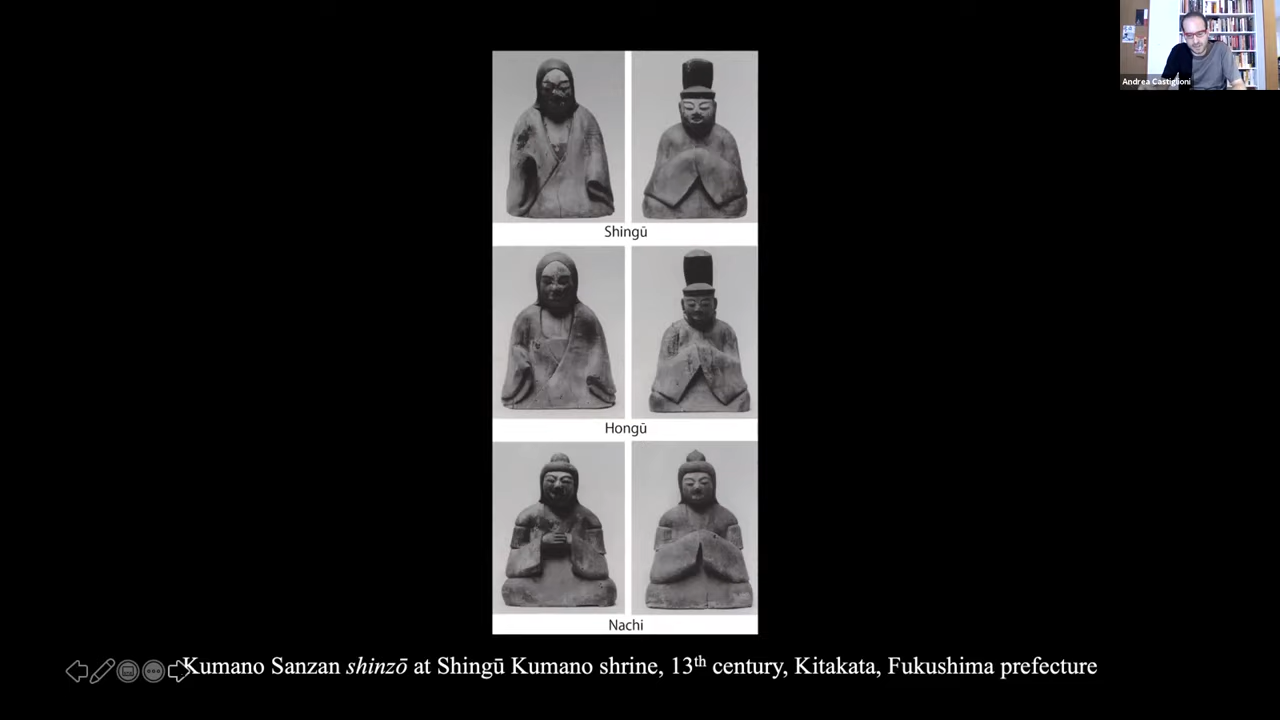 Andrea Castiglioni
Shingū
Hongū
Nachi
Kumano Sanzan shinzō at Shingū Kumano shrine, 13th century, Kitakata, Fukushima prefecture